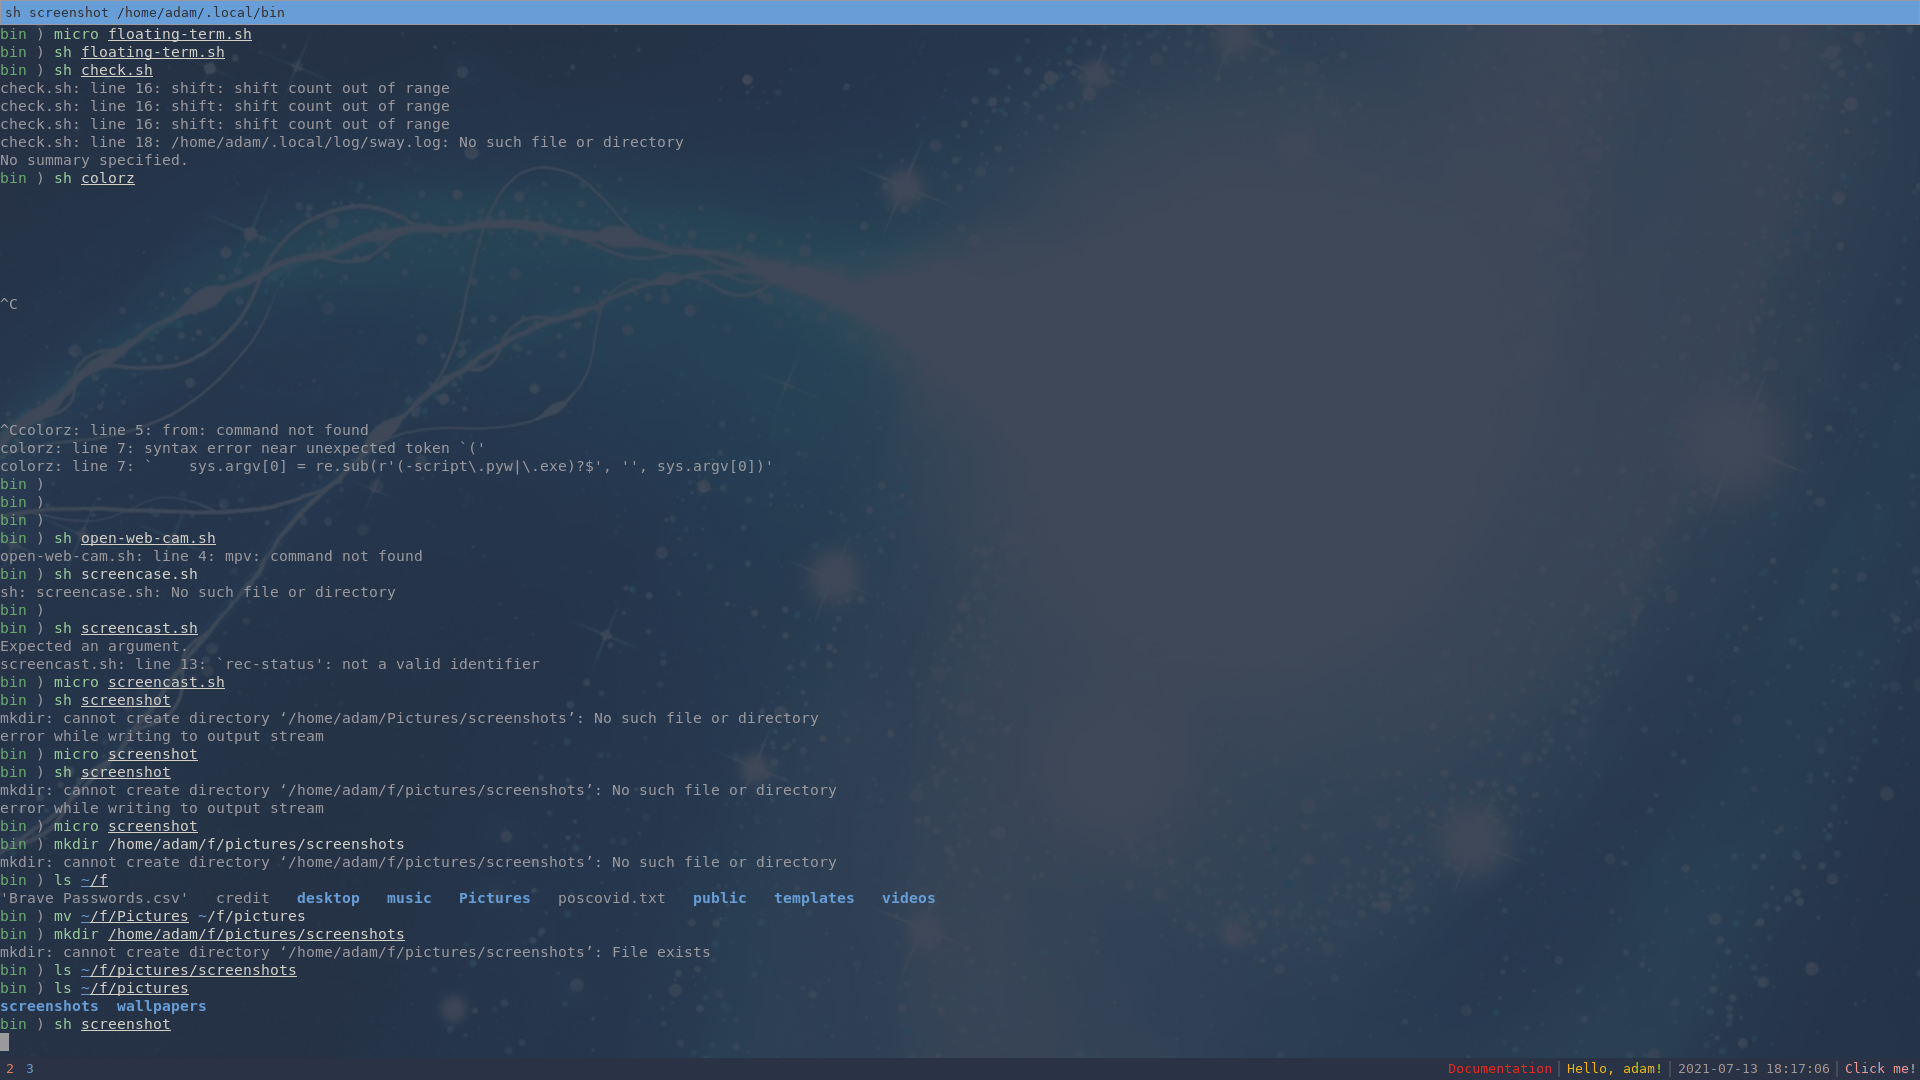 sh screenshot /home/adam/.local/bin
bin ) micro floating-term.sh
bin ) sh floating-term.sh
bin ) sh check.sh
check.sh: line 16: shift: shift count out of range
check.sh: line 16: shift: shift count out of range
check.sh: line 16: shift: shift count out of range
check.sh: line 18: /home/adam/.local/log/sway.log: No such file or directory
No summary specified.
bin ) sh colorz
^C
^Ccolorz: line 5: from: command not found
colorz: line 7: syntax error near unexpected token `('
colorz: line 7: `    sys.argv[0] = re.sub(r'(-script\.pyw|\.exe)?$', '', sys.argv[0])'
bin )
bin )
bin )
bin ) sh open-web-cam.sh
open-web-cam.sh: line 4: mpv: command not found
bin ) sh screencase.sh
sh: screencase.sh: No such file or directory
bin )
bin ) sh screencast.sh
Expected an argument.
screencast.sh: line 13: `rec-status': not a valid identifier
bin ) micro screencast.sh
bin ) sh screenshot
mkdir: cannot create directory ‘/home/adam/Pictures/screenshots’: No such file or directory
error while writing to output stream
bin ) micro screenshot
bin ) sh screenshot
mkdir: cannot create directory ‘/home/adam/f/pictures/screenshots’: No such file or directory
error while writing to output stream
bin ) micro screenshot
bin ) mkdir /home/adam/f/pictures/screenshots
mkdir: cannot create directory ‘/home/adam/f/pictures/screenshots’: No such file or directory
bin ) ls ~/f
'Brave Passwords.csv'   credit   desktop   music   Pictures   poscovid.txt   public   templates   videos
bin ) mv ~/f/Pictures ~/f/pictures
bin ) mkdir /home/adam/f/pictures/screenshots
mkdir: cannot create directory ‘/home/adam/f/pictures/screenshots’: File exists
bin ) ls ~/f/pictures/screenshots
bin ) ls ~/f/pictures
screenshots  wallpapers
bin ) sh screenshot
2 3 Documentation | Hello, adam! | 2021-07-13 18:17:06 | Click me!